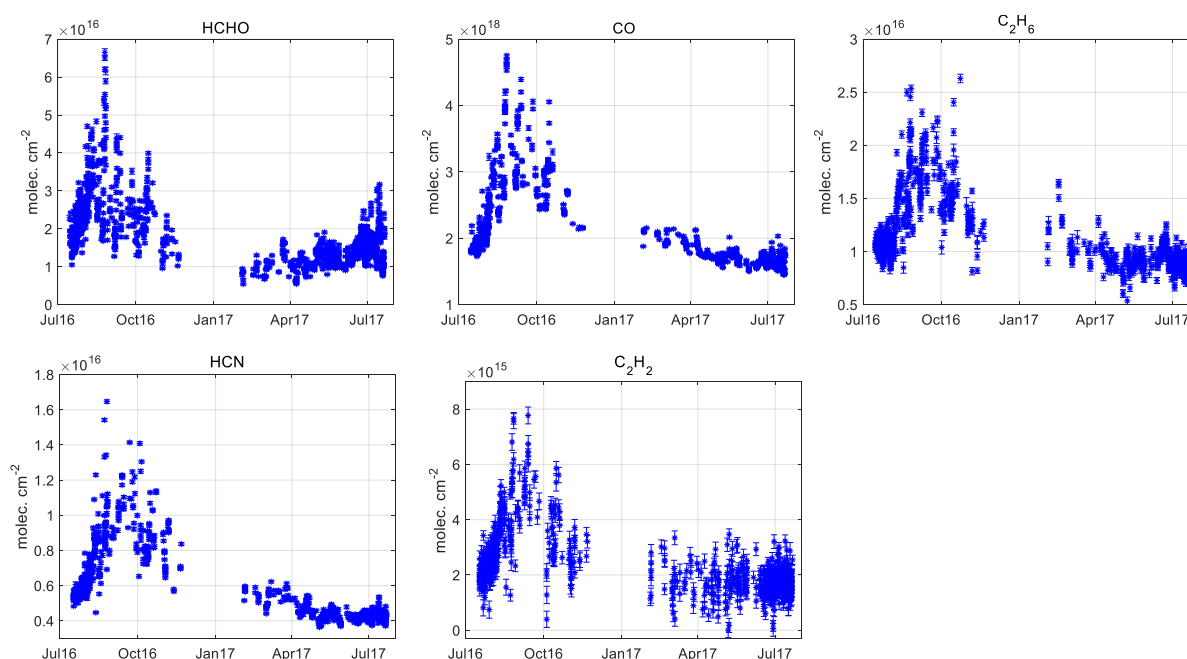 HCHO
×10^16
molec. cm^-2
7
6
5
4
3
2
1
0
Jul16 Oct16 Jan17 Apr17 Jul17
CO
×10^18
molec. cm^-2
5
4
3
2
1
Jul16 Oct16 Jan17 Apr17 Jul17
C2H6
×10^16
molec. cm^-2
3
2.5
2
1.5
1
0.5
Jul16 Oct16 Jan17 Apr17 Jul17
HCN
×10^16
molec. cm^-2
1.8
1.6
1.4
1.2
1
0.8
0.6
0.4
Jul16 Oct16 Jan17 Apr17 Jul17
C2H2
×10^15
molec. cm^-2
8
6
4
2
0
Jul16 Oct16 Jan17 Apr17 Jul17